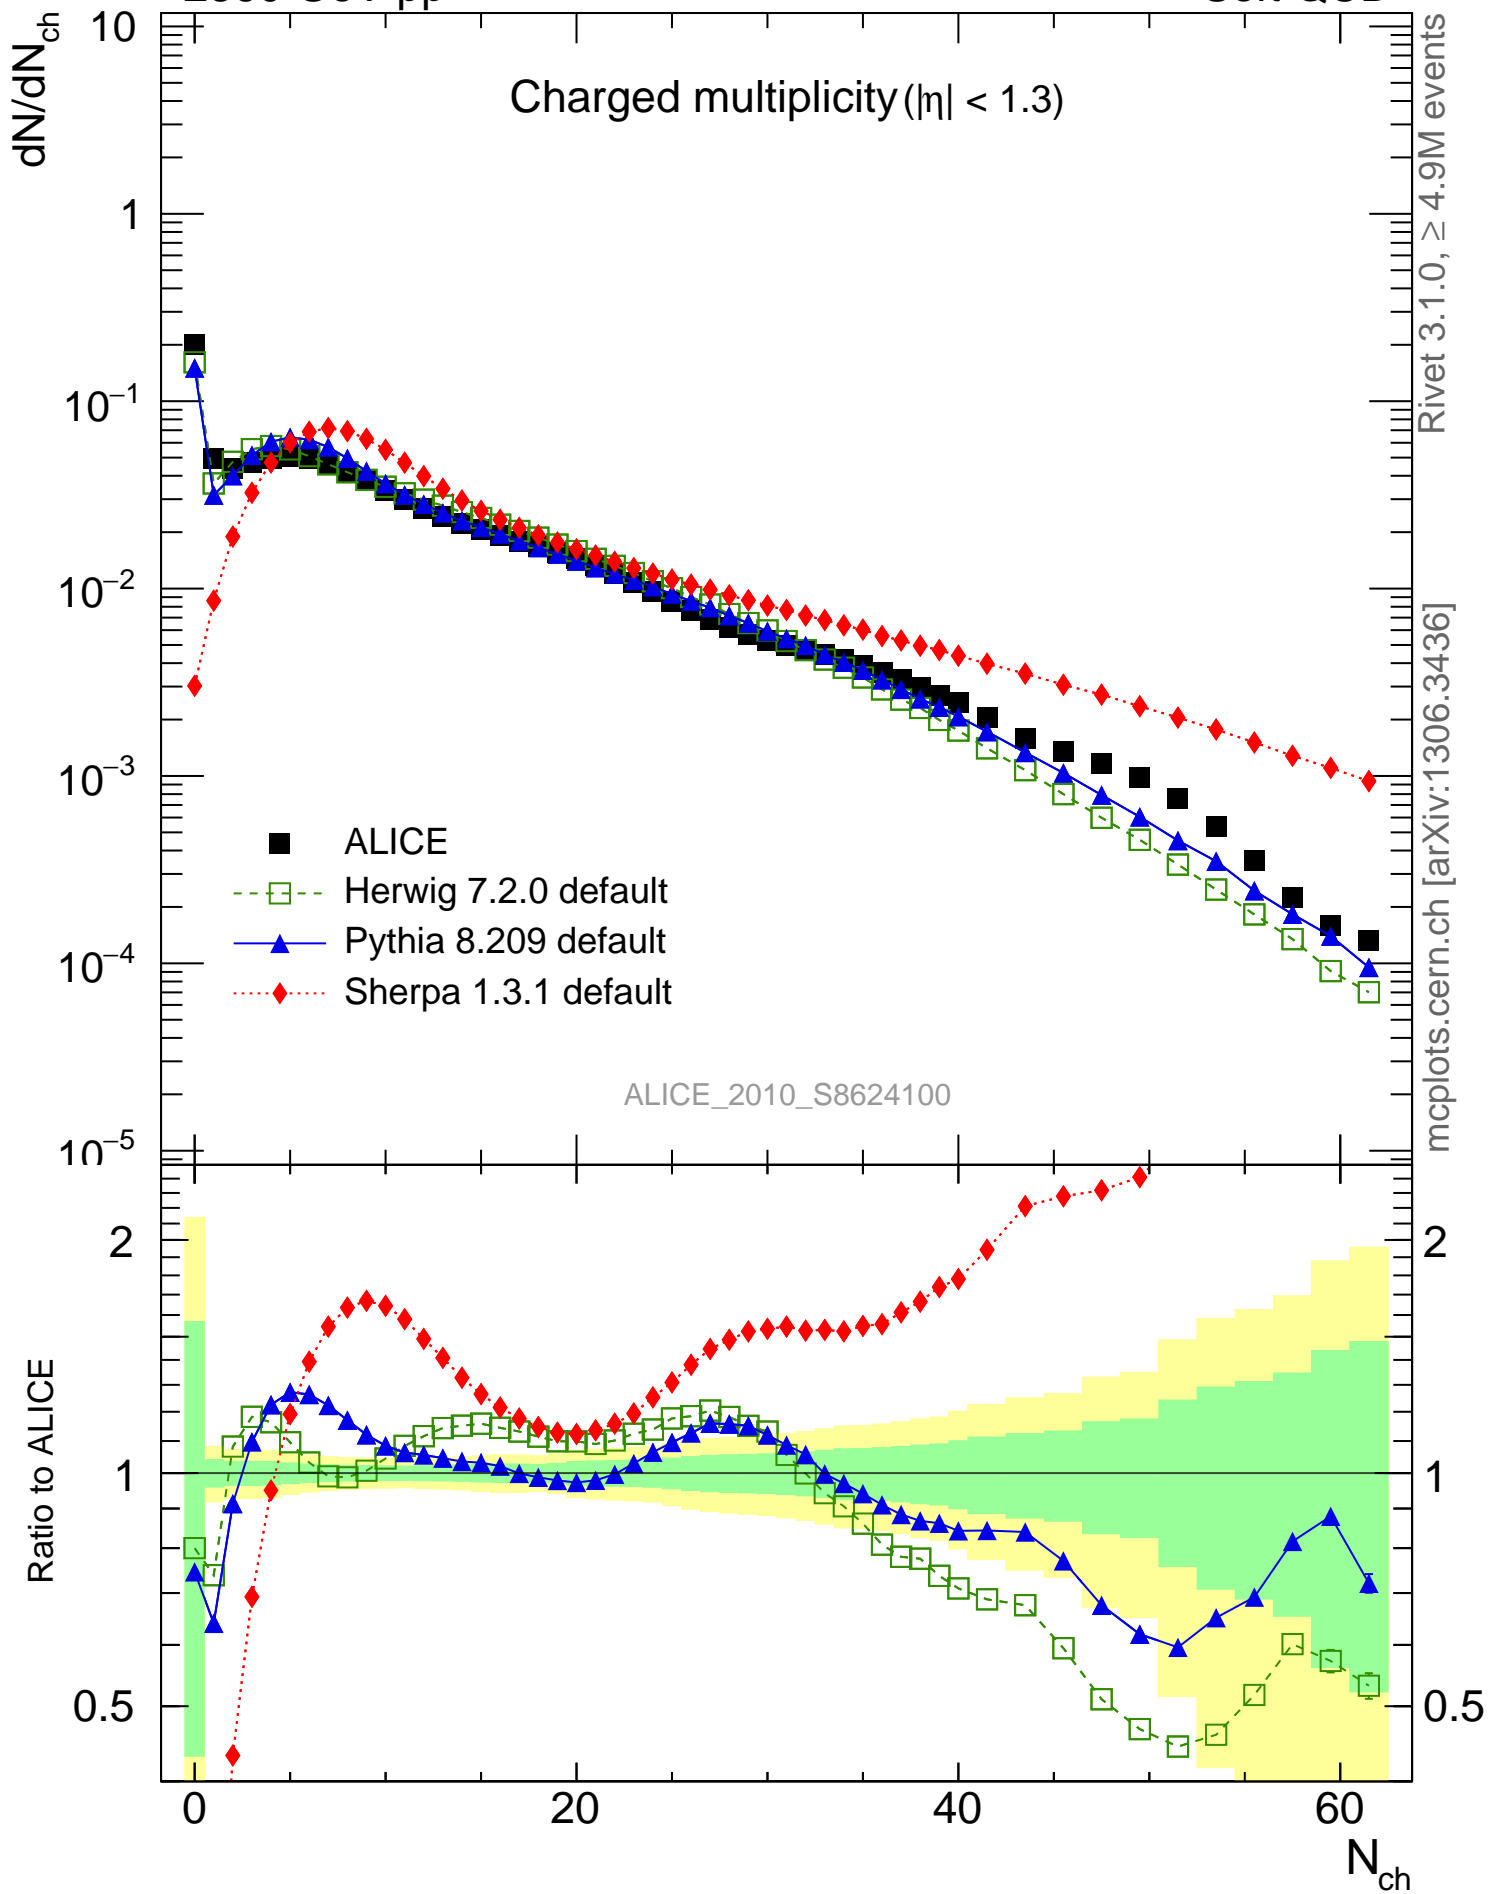 dN/dN_ch
Charged multiplicity (|η| < 1.3)
10
1
10⁻¹
10⁻²
10⁻³
10⁻⁴
10⁻⁵
ALICE
Herwig 7.2.0 default
Pythia 8.209 default
Sherpa 1.3.1 default
ALICE_2010_S8624100
Rivet 3.1.0, ≥ 4.9M events
mcplots.cern.ch [arXiv:1306.3436]
Ratio to ALICE
2
1
0.5
2
1
0.5
0
20
40
60
N_ch